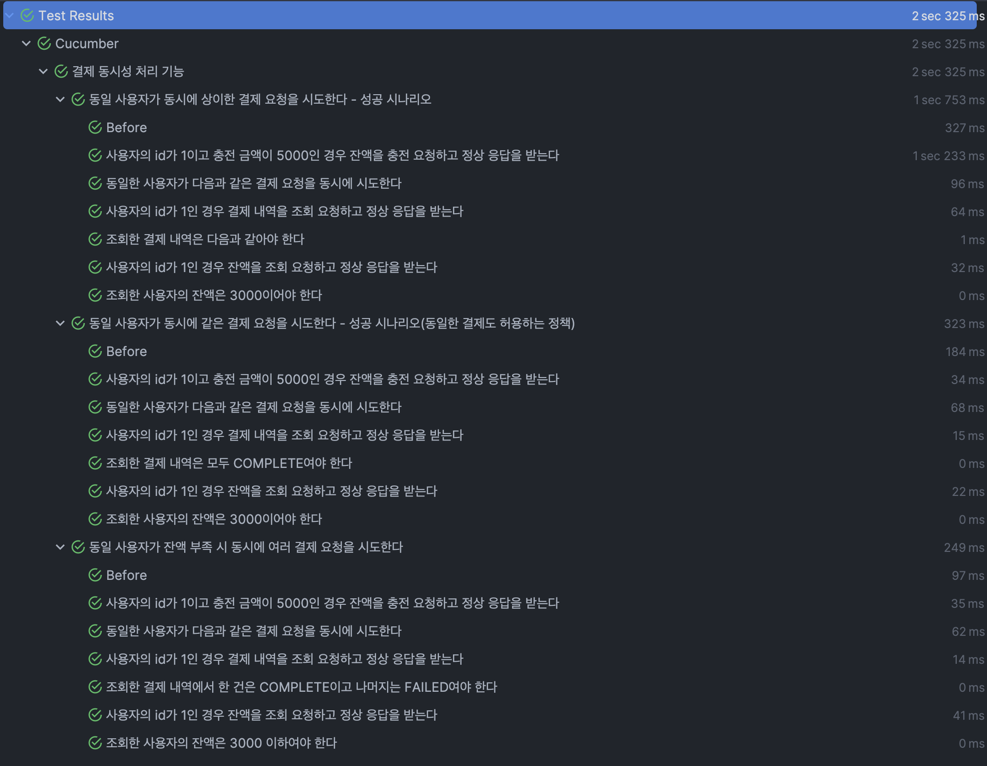 Test Results 2 sec 325 ms
Cucumber 2 sec 325 ms
결제 동시성 처리 기능 2 sec 325 ms
동일 사용자가 동시에 상이한 결제 요청을 시도한다 - 성공 시나리오 1 sec 753 ms
Before 327 ms
사용자의 id가 1이고 충전 금액이 5000인 경우 잔액을 충전 요청하고 정상 응답을 받는다 1 sec 233 ms
동일한 사용자가 다음과 같은 결제 요청을 동시에 시도한다 96 ms
사용자의 id가 1인 경우 결제 내역을 조회 요청하고 정상 응답을 받는다 64 ms
조회한 결제 내역은 다음과 같아야 한다 1 ms
사용자의 id가 1인 경우 잔액을 조회 요청하고 정상 응답을 받는다 32 ms
조회한 사용자의 잔액은 3000이어야 한다 0 ms
동일 사용자가 동시에 같은 결제 요청을 시도한다 - 성공 시나리오(동일한 결제도 허용하는 정책) 323 ms
Before 184 ms
사용자의 id가 1이고 충전 금액이 5000인 경우 잔액을 충전 요청하고 정상 응답을 받는다 34 ms
동일한 사용자가 다음과 같은 결제 요청을 동시에 시도한다 68 ms
사용자의 id가 1인 경우 결제 내역을 조회 요청하고 정상 응답을 받는다 15 ms
조회한 결제 내역은 모두 COMPLETE여야 한다 0 ms
사용자의 id가 1인 경우 잔액을 조회 요청하고 정상 응답을 받는다 22 ms
조회한 사용자의 잔액은 3000이어야 한다 0 ms
동일 사용자가 잔액 부족 시 동시에 여러 결제 요청을 시도한다 249 ms
Before 97 ms
사용자의 id가 1이고 충전 금액이 5000인 경우 잔액을 충전 요청하고 정상 응답을 받는다 35 ms
동일한 사용자가 다음과 같은 결제 요청을 동시에 시도한다 62 ms
사용자의 id가 1인 경우 결제 내역을 조회 요청하고 정상 응답을 받는다 14 ms
조회한 결제 내역에서 한 건은 COMPLETE이고 나머지는 FAILED여야 한다 0 ms
사용자의 id가 1인 경우 잔액을 조회 요청하고 정상 응답을 받는다 41 ms
조회한 사용자의 잔액은 3000 이하여야 한다 0 ms